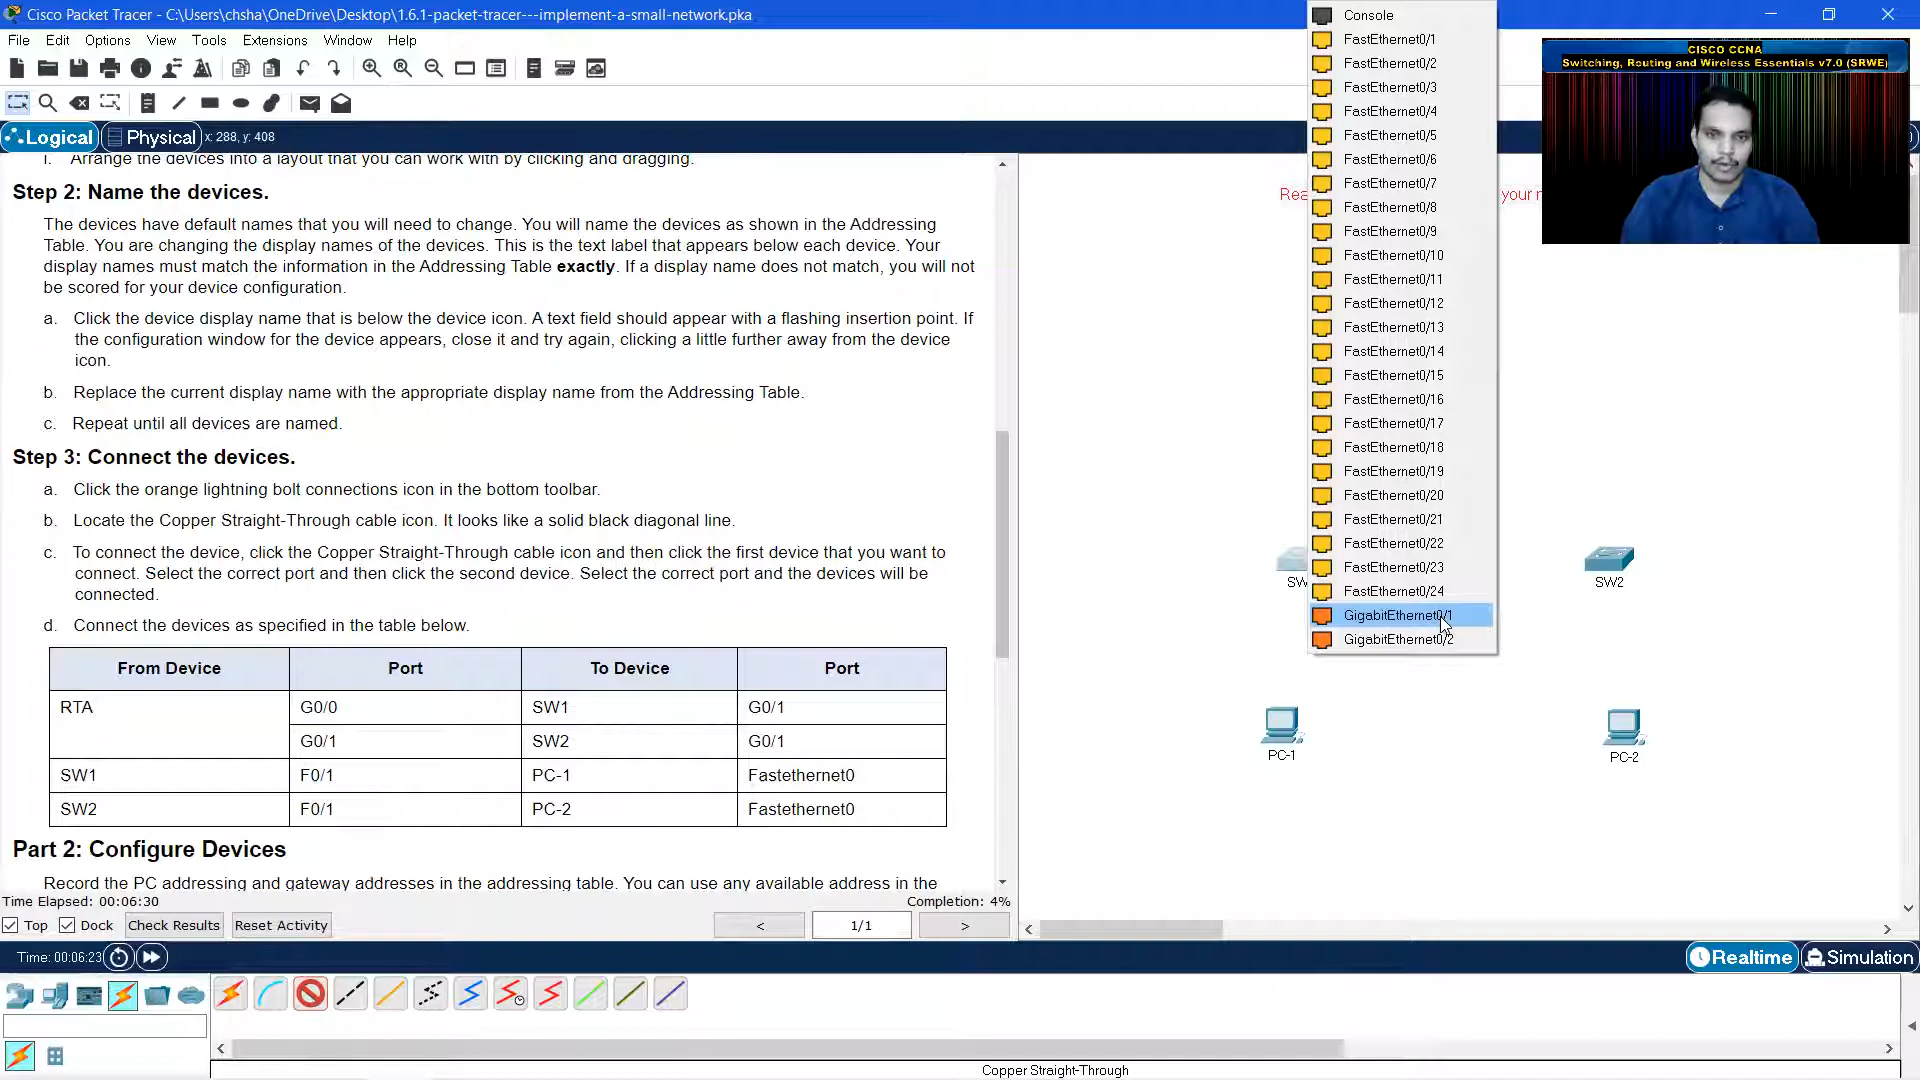 Cisco Packet Tracer - C:\Users\chsha\OneDrive\Desktop\1.6.1-packet-tracer---implement-a-small-network.pka
File Edit Options View Tools Extensions Window Help
Logical Physical x: 288, y: 408
CISCO CCNA
Switching, Routing and Wireless Essentials v7.0 (SRWE)
i. Arrange the devices into a layout that you can work with by clicking and dragging.
Step 2: Name the devices.
The devices have default names that you will need to change. You will name the devices as shown in the Addressing
Table. You are changing the display names of the devices. This is the text label that appears below each device. Your
display names must match the information in the Addressing Table exactly. If a display name does not match, you will not
be scored for your device configuration.
a. Click the device display name that is below the device icon. A text field should appear with a flashing insertion point. If
the configuration window for the device appears, close it and try again, clicking a little further away from the device
icon.
b. Replace the current display name with the appropriate display name from the Addressing Table.
c. Repeat until all devices are named.
Step 3: Connect the devices.
a. Click the orange lightning bolt connections icon in the bottom toolbar.
b. Locate the Copper Straight-Through cable icon. It looks like a solid black diagonal line.
c. To connect the device, click the Copper Straight-Through cable icon and then click the first device that you want to
connect. Select the correct port and then click the second device. Select the correct port and the devices will be
connected.
d. Connect the devices as specified in the table below.
From Device Port To Device Port
RTA G0/0 SW1 G0/1
G0/1 SW2 G0/1
SW1 F0/1 PC-1 Fastethernet0
SW2 F0/1 PC-2 Fastethernet0
Part 2: Configure Devices
Record the PC addressing and gateway addresses in the addressing table. You can use any available address in the
Time Elapsed: 00:06:30 Completion: 4%
Top Dock Check Results Reset Activity < 1/1 >
Console
FastEthernet0/1
FastEthernet0/2
FastEthernet0/3
FastEthernet0/4
FastEthernet0/5
FastEthernet0/6
FastEthernet0/7
FastEthernet0/8
FastEthernet0/9
FastEthernet0/10
FastEthernet0/11
FastEthernet0/12
FastEthernet0/13
FastEthernet0/14
FastEthernet0/15
FastEthernet0/16
FastEthernet0/17
FastEthernet0/18
FastEthernet0/19
FastEthernet0/20
FastEthernet0/21
FastEthernet0/22
FastEthernet0/23
FastEthernet0/24
GigabitEthernet0/1
GigabitEthernet0/2
your
SW2
PC-1
PC-2
Time: 00:06:23 Realtime Simulation
Copper Straight-Through